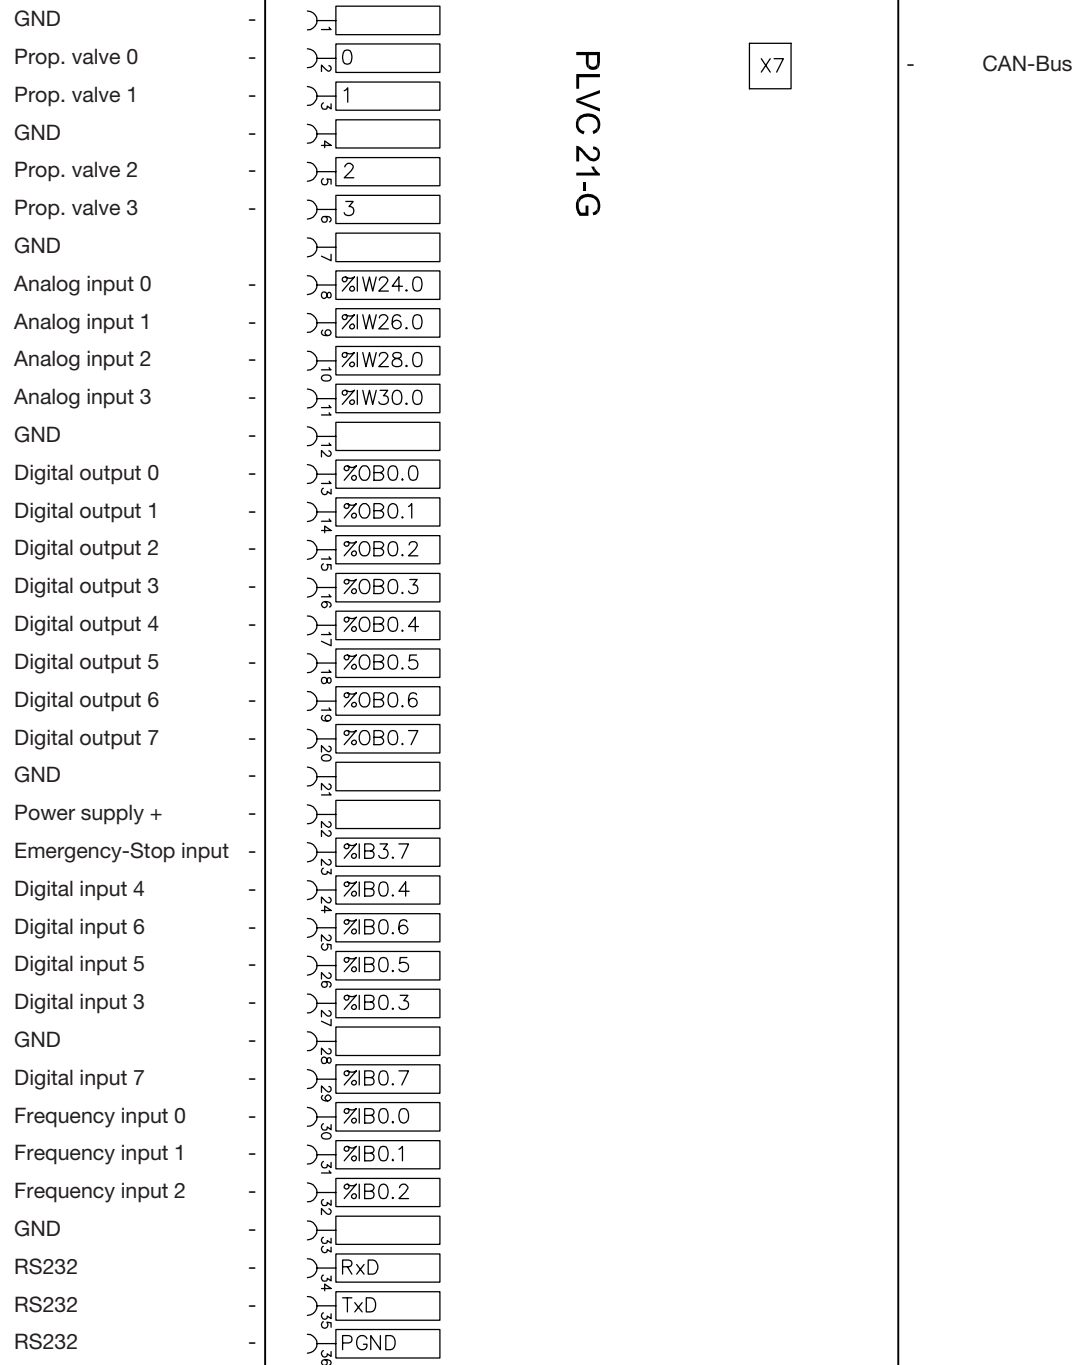 GND - 1
Prop. valve 0 - 2 0
Prop. valve 1 - 3 1
GND - 4
Prop. valve 2 - 5 2
Prop. valve 3 - 6 3
GND - 7
Analog input 0 - 8 %IW24.0
Analog input 1 - 9 %IW26.0
Analog input 2 - 10 %IW28.0
Analog input 3 - 11 %IW30.0
GND - 12
Digital output 0 - 13 %OB0.0
Digital output 1 - 14 %OB0.1
Digital output 2 - 15 %OB0.2
Digital output 3 - 16 %OB0.3
Digital output 4 - 17 %OB0.4
Digital output 5 - 18 %OB0.5
Digital output 6 - 19 %OB0.6
Digital output 7 - 20 %OB0.7
GND - 21
Power supply + - 22
Emergency-Stop input - 23 %IB3.7
Digital input 4 - 24 %IB0.4
Digital input 6 - 25 %IB0.6
Digital input 5 - 26 %IB0.5
Digital input 3 - 27 %IB0.3
GND - 28
Digital input 7 - 29 %IB0.7
Frequency input 0 - 30 %IB0.0
Frequency input 1 - 31 %IB0.1
Frequency input 2 - 32 %IB0.2
GND - 33
RS232 - 34 RxD
RS232 - 35 TxD
RS232 - 36 PGND
PLVC 21-G
X7 - CAN-Bus